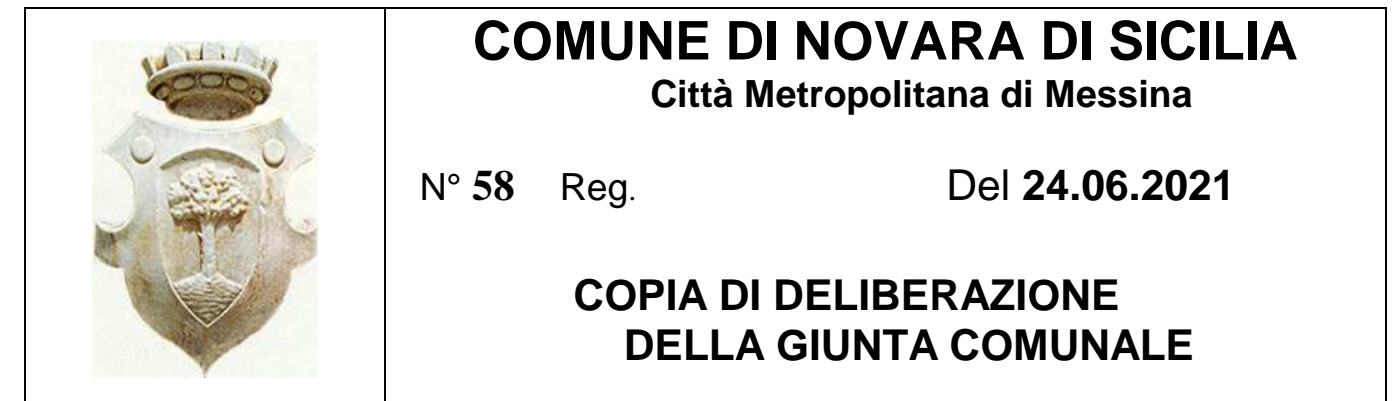 COMUNE DI NOVARA DI SICILIA
Città Metropolitana di Messina
N° 58 Reg. Del 24.06.2021
COPIA DI DELIBERAZIONE
DELLA GIUNTA COMUNALE